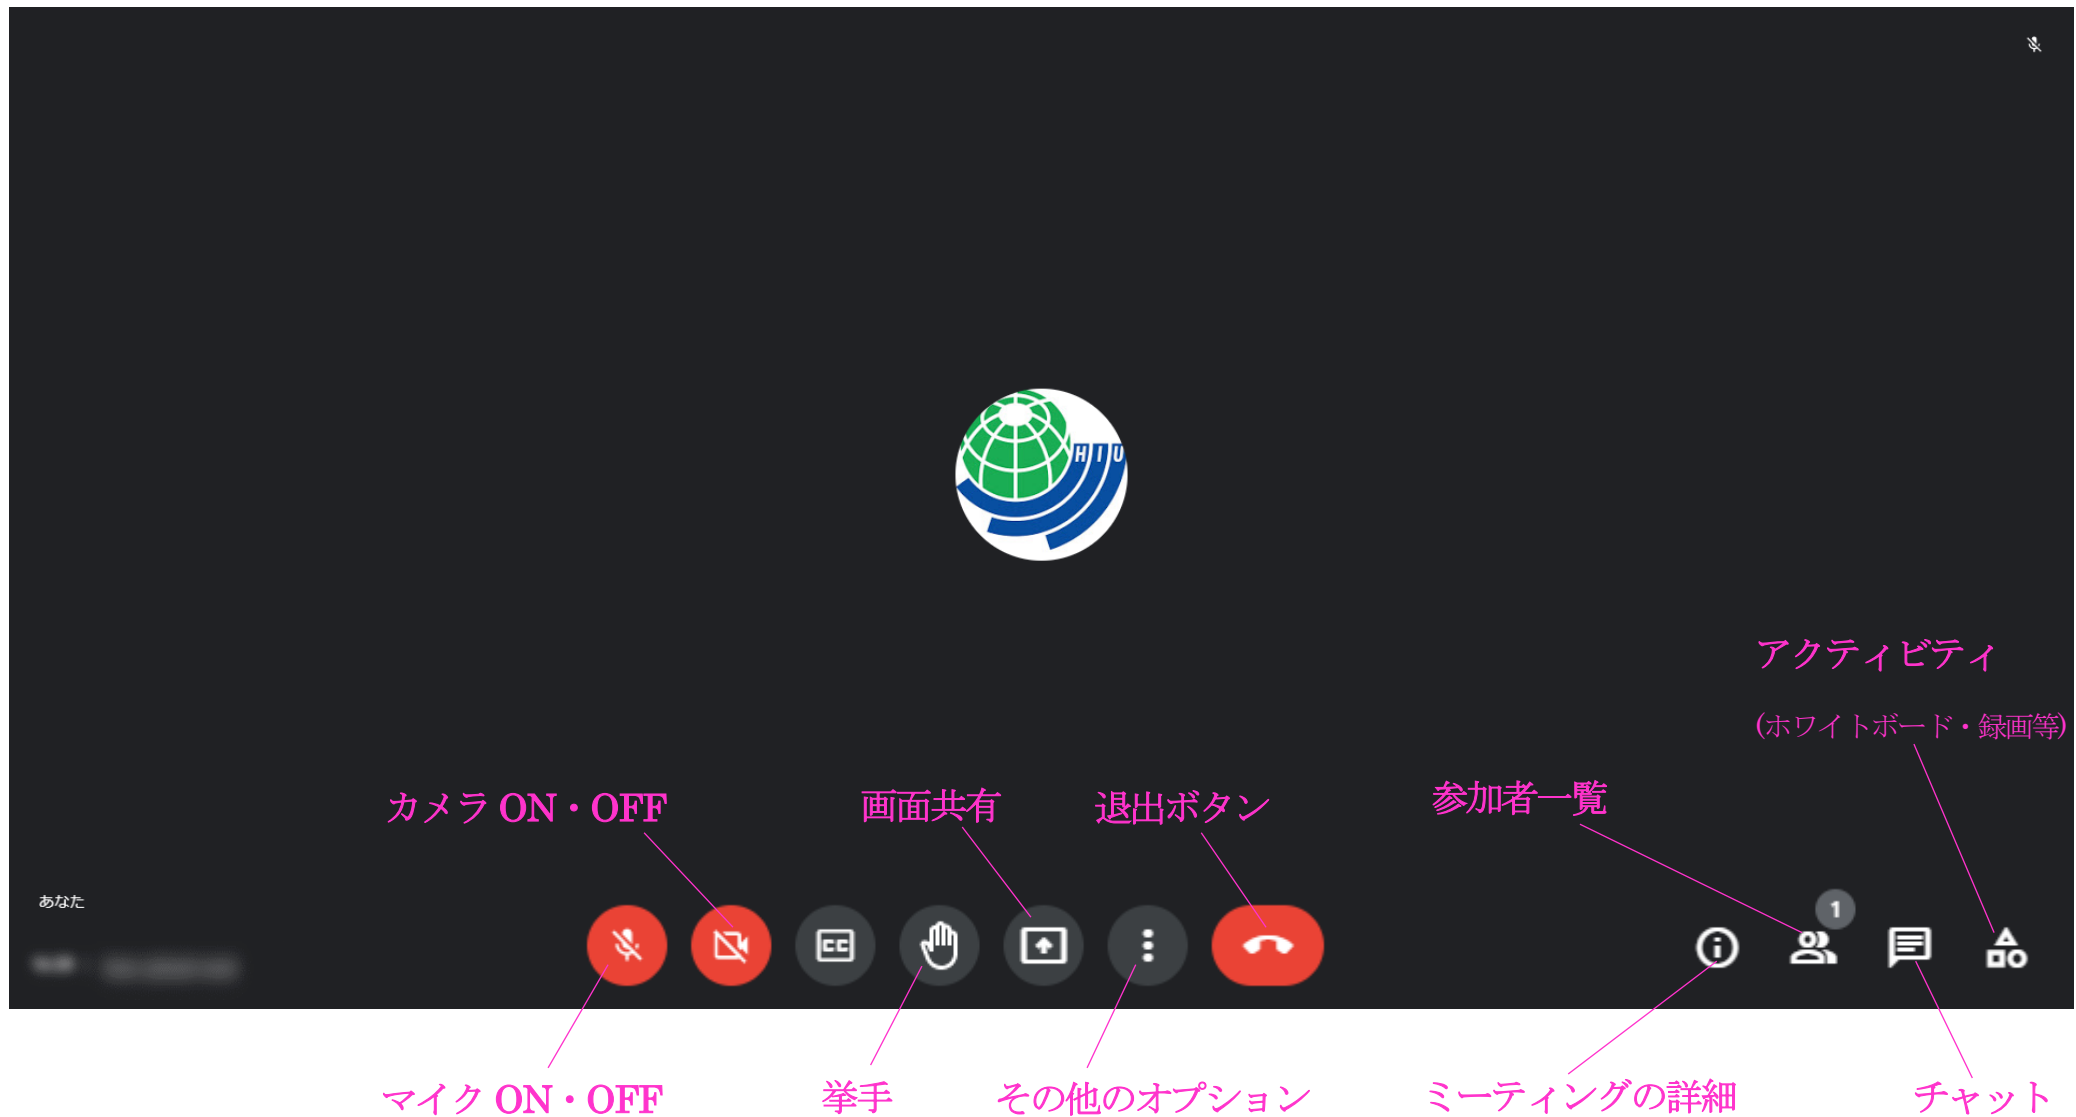 HIU
アクティビティ
(ホワイトボード・録画等)
カメラ ON・OFF
画面共有
退出ボタン
参加者一覧
あなた
CC
1
マイク ON・OFF
挙手
その他のオプション
ミーティングの詳細
チャット